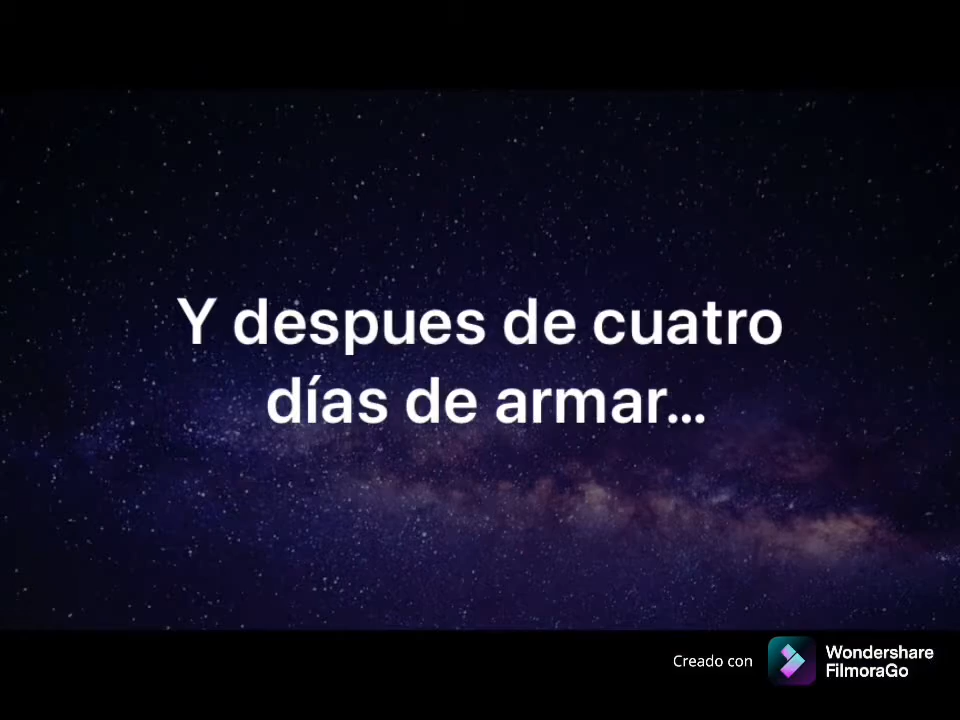 Y despues de cuatro
días de armar...
Creado con
Wondershare
FilmoraGo